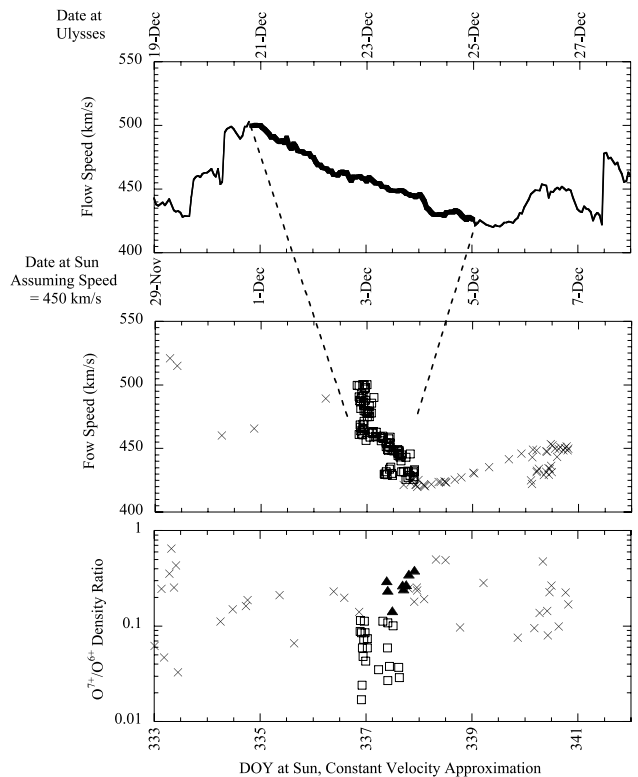 Date at
Ulysses
19-Dec
21-Dec
23-Dec
25-Dec
27-Dec
550
500
450
400
Flow Speed (km/s)
Date at Sun
Assuming Speed
= 450 km/s
29-Nov
1-Dec
3-Dec
5-Dec
7-Dec
550
500
450
400
Fow Speed (km/s)
1
0.1
0.01
O7+/O6+ Density Ratio
333
335
337
339
341
DOY at Sun, Constant Velocity Approximation